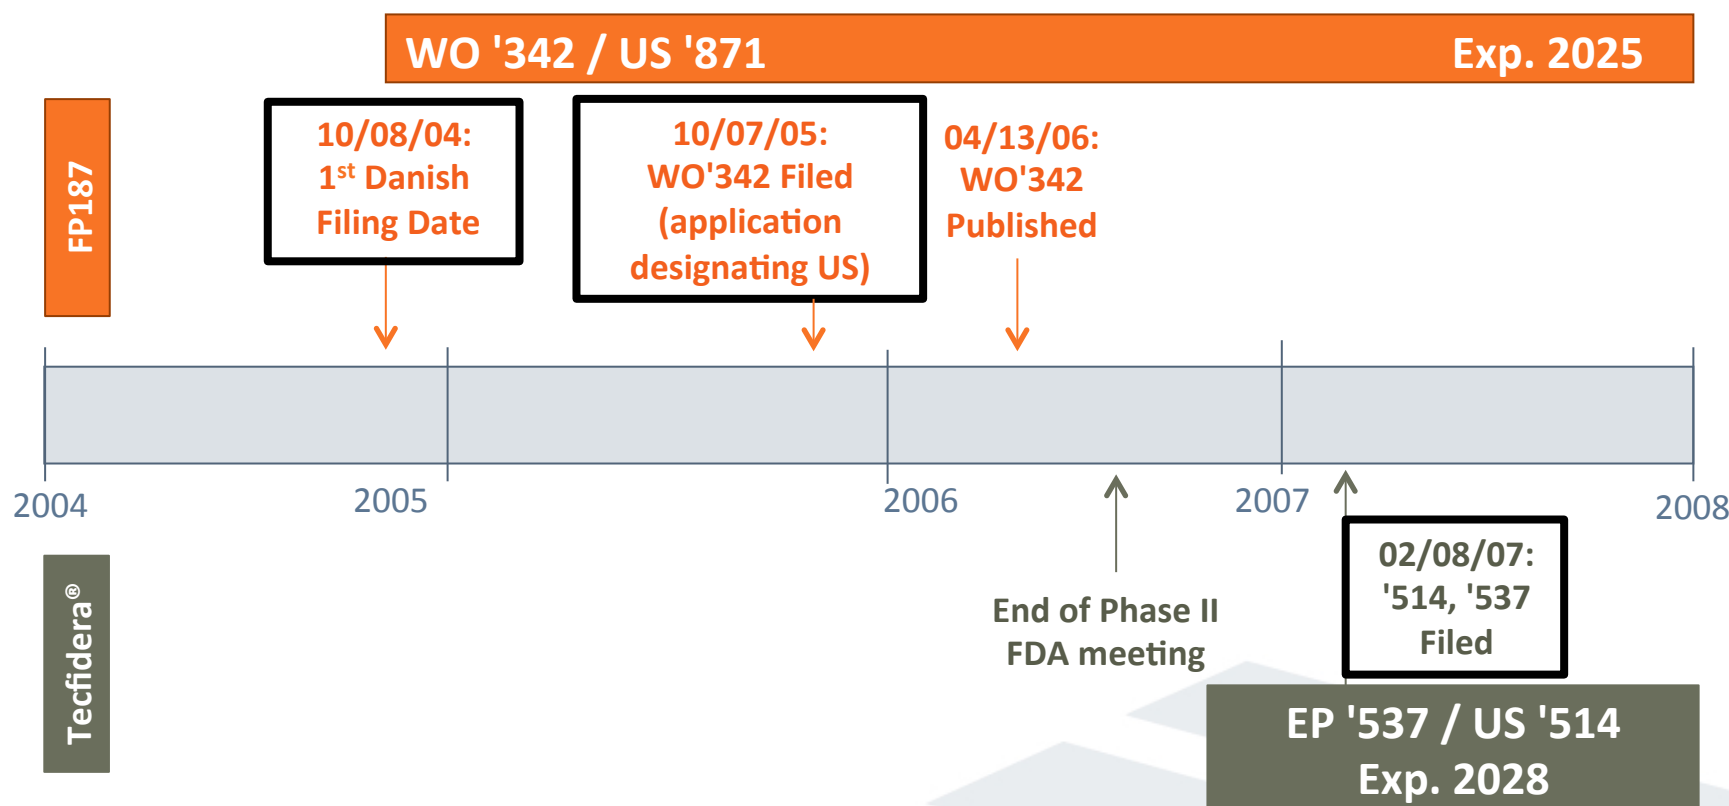 WO '342 / US '871 Exp. 2025
FP187
10/08/04:
1st Danish
Filing Date
10/07/05:
WO'342 Filed
(application
designating US)
04/13/06:
WO'342
Published
2004 2005 2006 2007 2008
Tecfidera®
End of Phase II
FDA meeting
02/08/07:
'514, '537
Filed
EP '537 / US '514
Exp. 2028